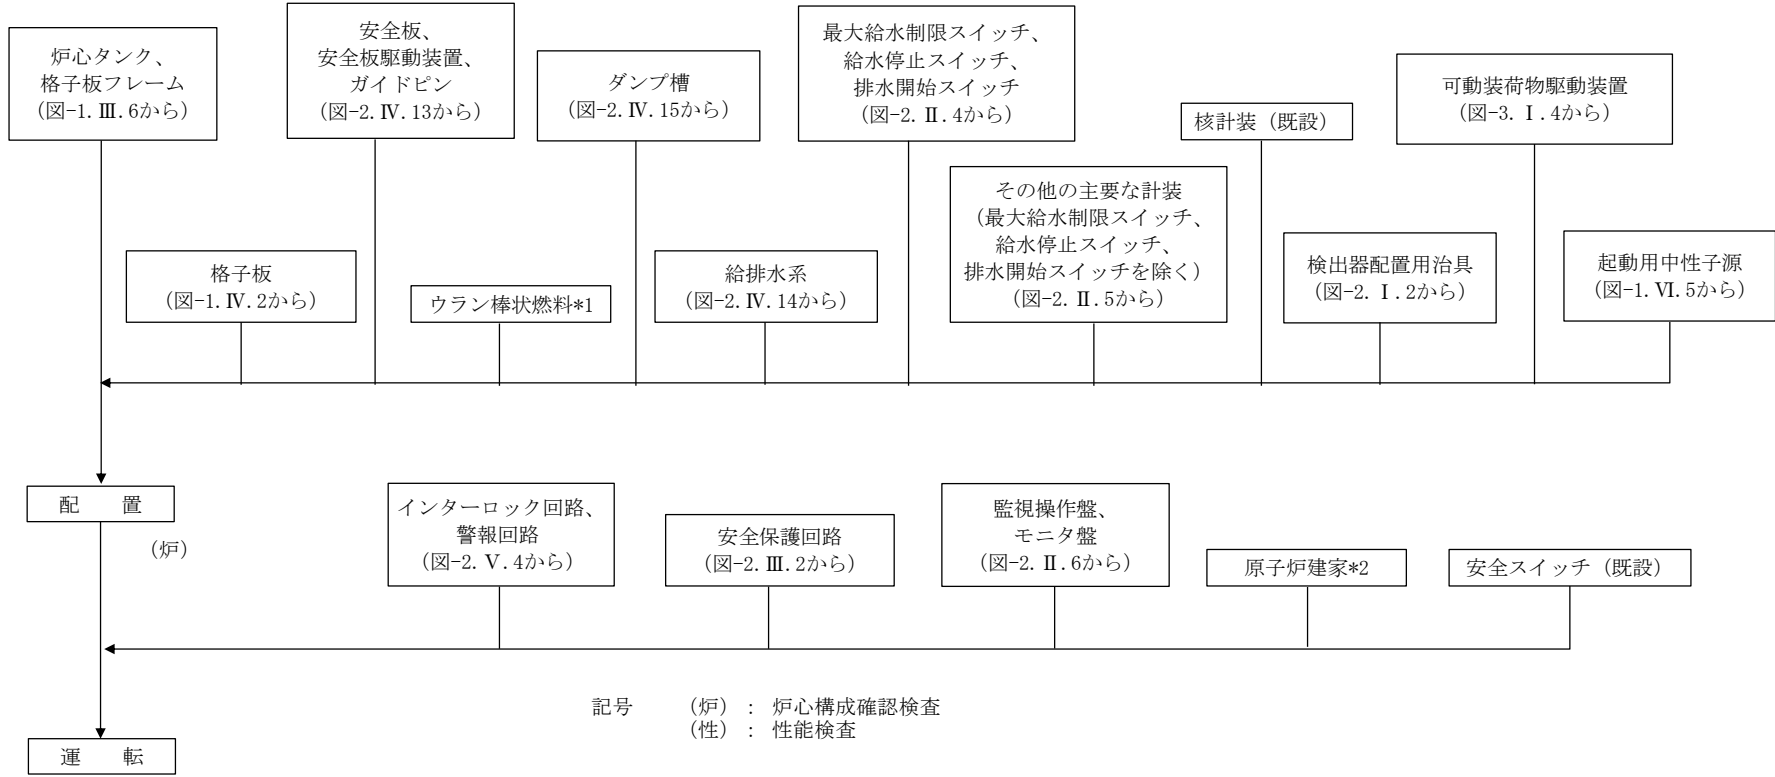 炉心タンク、
格子板フレーム
(図-1.Ⅲ.6から)
安全板、
安全板駆動装置、
ガイドピン
(図-2.Ⅳ.13から)
ダンプ槽
(図-2.Ⅳ.15から)
最大給水制限スイッチ、
給水停止スイッチ、
排水開始スイッチ
(図-2.Ⅱ.4から)
核計装（既設）
可動装荷物駆動装置
(図-3.Ⅰ.4から)
格子板
(図-1.Ⅳ.2から)
ウラン棒状燃料*1
給排水系
(図-2.Ⅳ.14から)
その他の主要な計装
(最大給水制限スイッチ、
給水停止スイッチ、
排水開始スイッチを除く)
(図-2.Ⅱ.5から)
検出器配置用治具
(図-2.Ⅰ.2から)
起動用中性子源
(図-1.Ⅵ.5から)
配　置
(炉)
インターロック回路、
警報回路
(図-2.Ⅴ.4から)
安全保護回路
(図-2.Ⅲ.2から)
監視操作盤、
モニタ盤
(図-2.Ⅱ.6から)
原子炉建家*2
安全スイッチ（既設）
記号　(炉)：炉心構成確認検査
(性)：性能検査
運　転